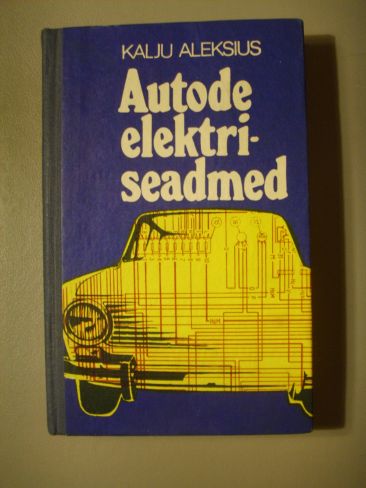 KALJU ALEKSIUS
Autode
elektri-
seadmed